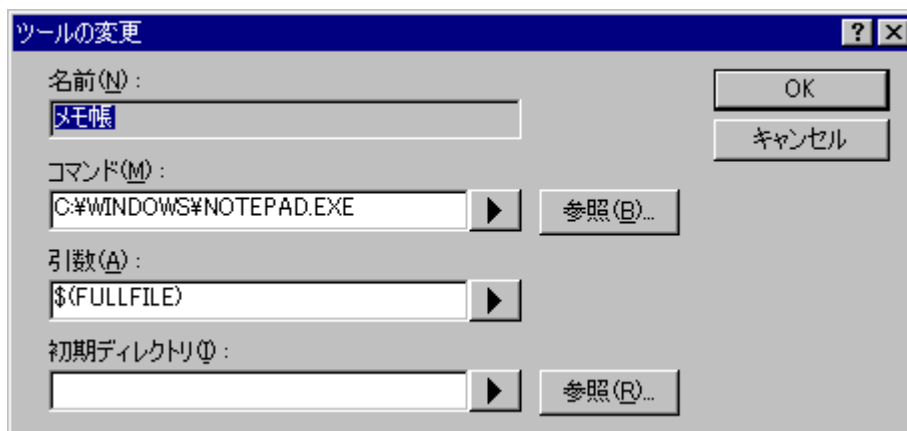 ツールの変更
名前(N):
メモ帳
OK
キャンセル
コマンド(M):
C:¥WINDOWS¥NOTEPAD.EXE
参照(B)...
引数(A):
$(FULLFILE)
初期ディレクトリ(I):
参照(R)...